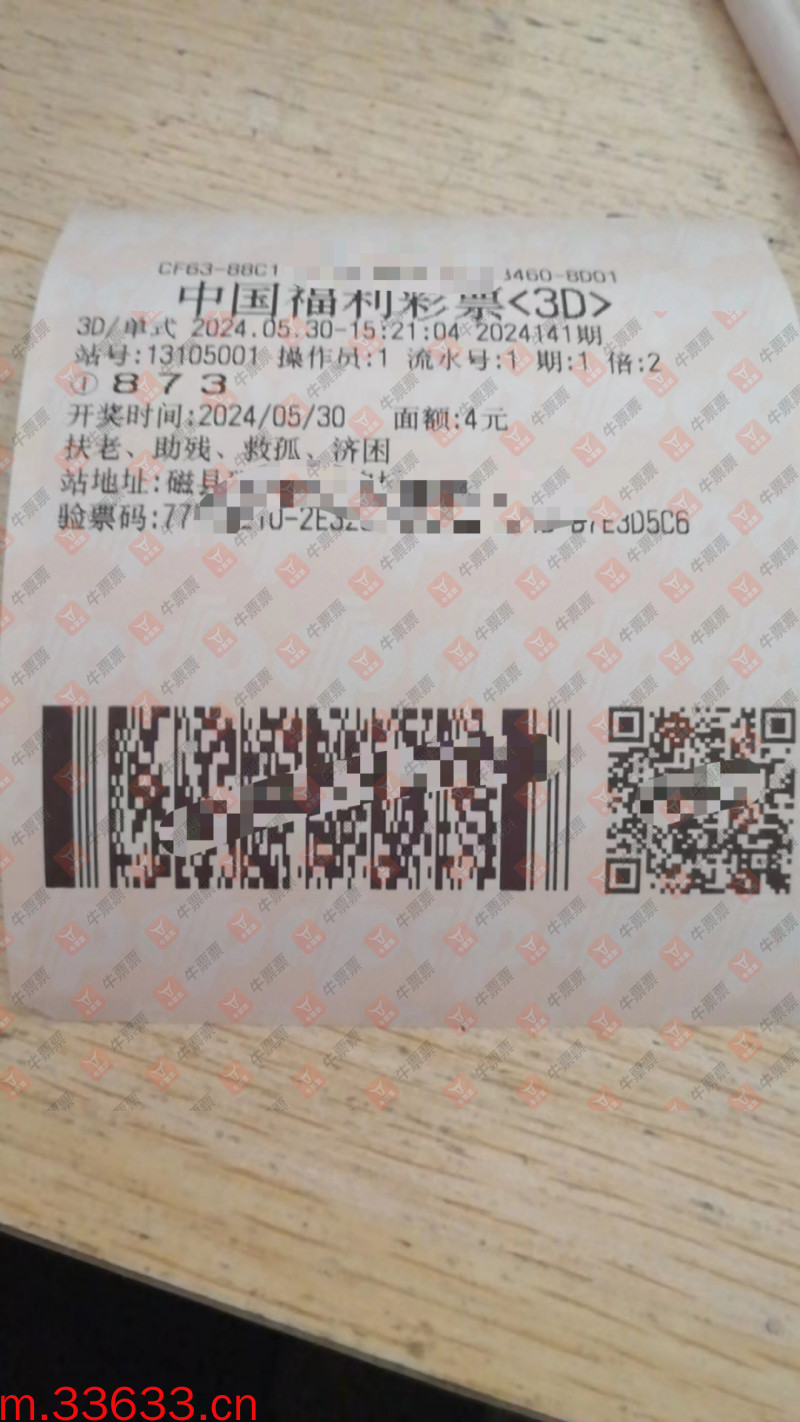 CF63-88C1 3460-8D01
中国福利彩票<3D>
3D/单式 2024.05.30-15:21:04 2024141期
站号:13105001 操作员:1 流水号:1 期:1 倍:2
① 8 7 3
开奖时间:2024/05/30 面额:4元
扶老、助残、救孤、济困
站地址:磁县
验票码:77 -2E32 B7E3D5C6
牛票票
m.33633.cn